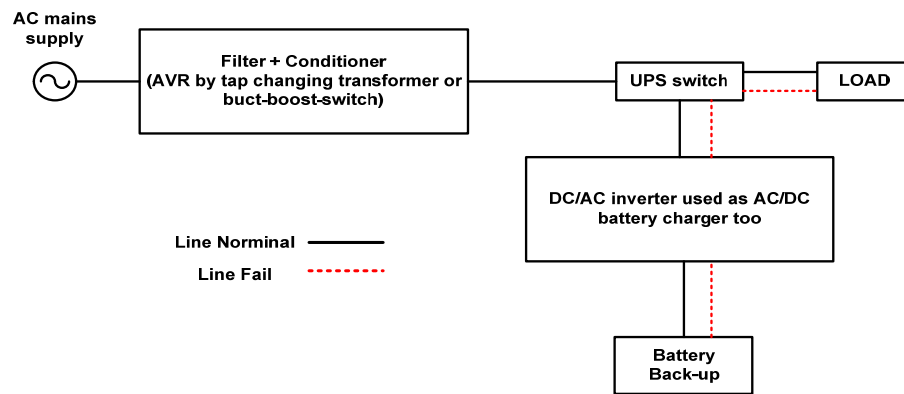 AC mains
supply
Filter + Conditioner
(AVR by tap changing transformer or
buct-boost-switch)
UPS switch
LOAD
DC/AC inverter used as AC/DC
battery charger too
Line Norminal
Line Fail
Battery
Back-up